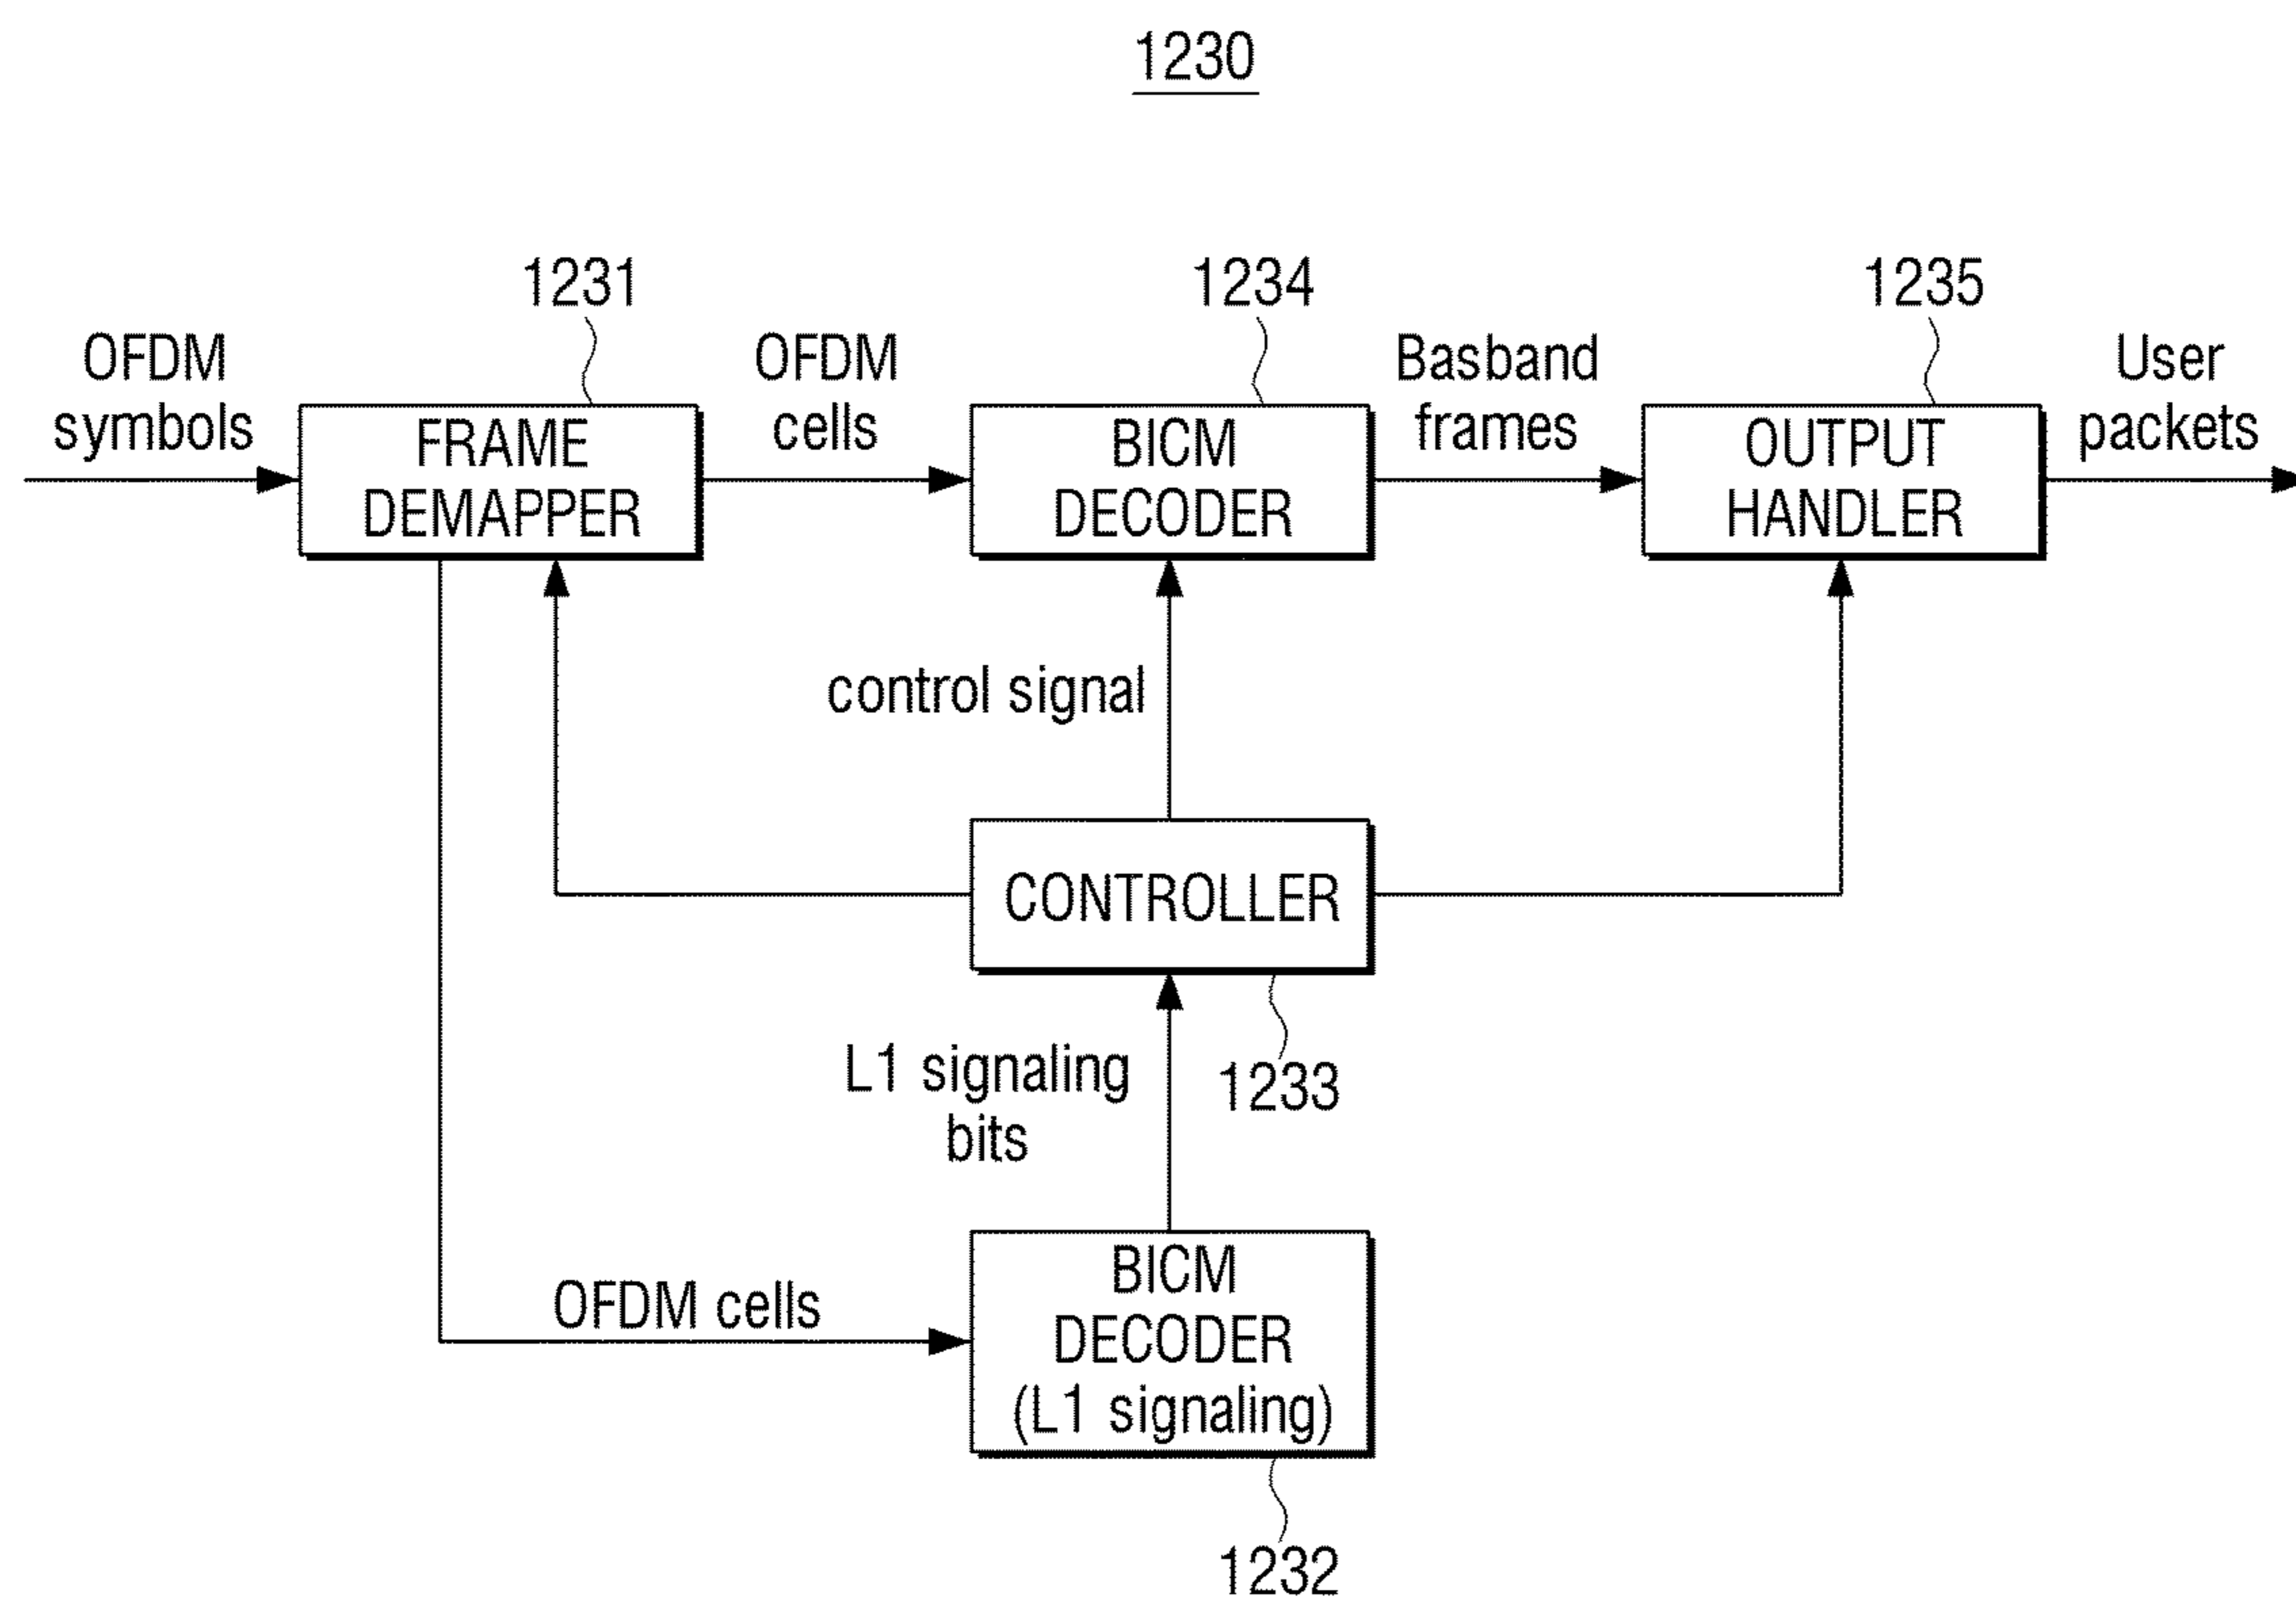 1230
1231
1234
1235
OFDM
symbols
OFDM
cells
Basband
frames
User
packets
FRAME
DEMAPPER
BICM
DECODER
OUTPUT
HANDLER
control signal
CONTROLLER
L1 signaling
bits
1233
OFDM cells
BICM
DECODER
(L1 signaling)
1232